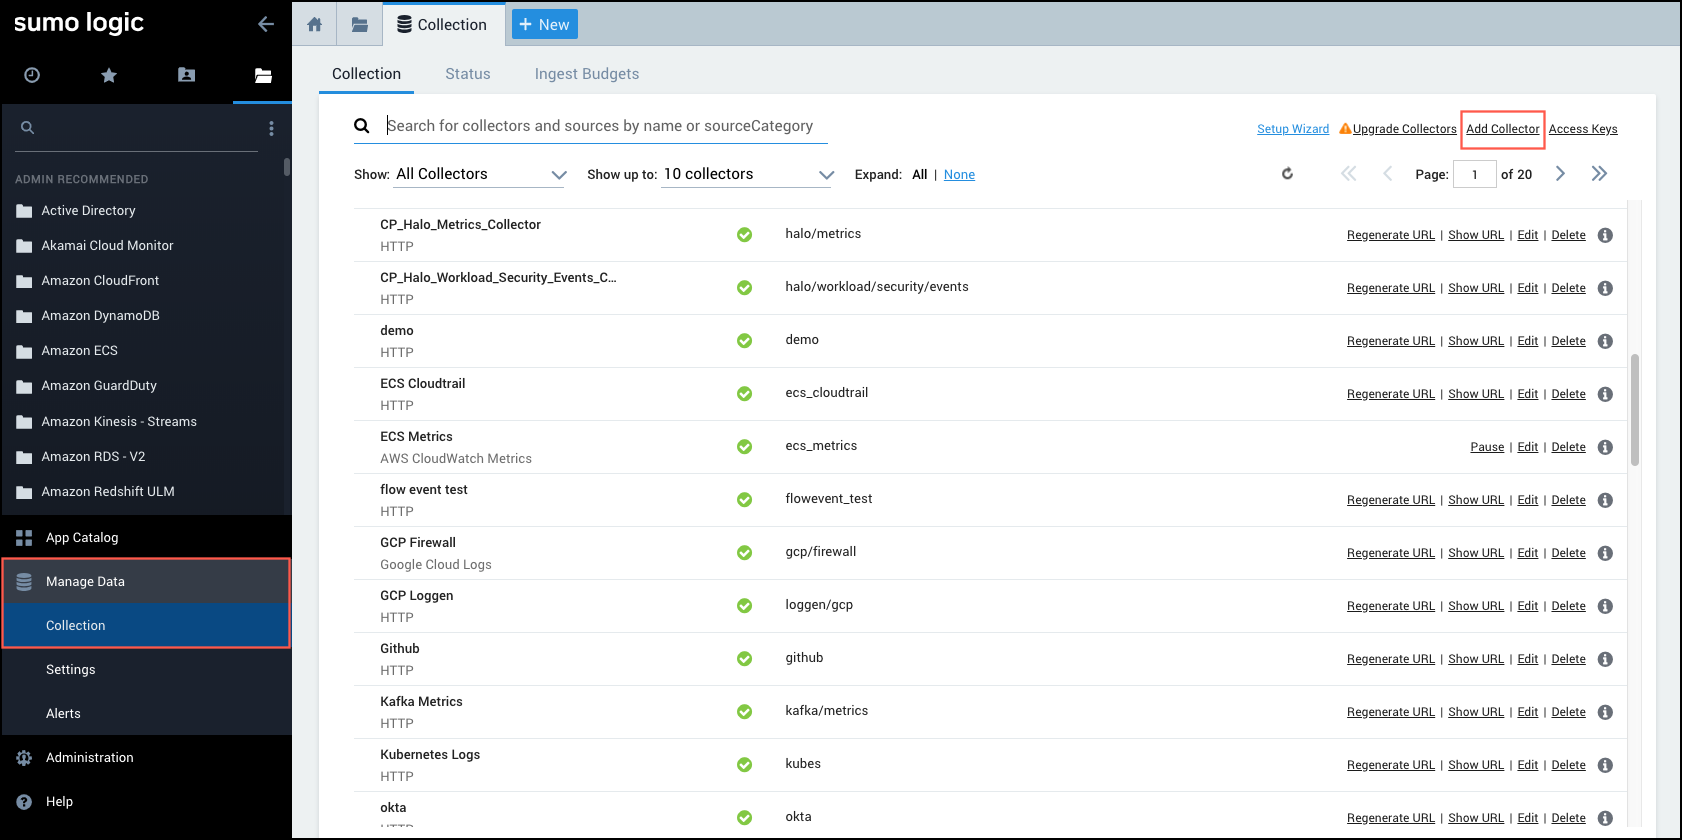 sumo logic
Collection
+ New
Collection
Status
Ingest Budgets
Search for collectors and sources by name or sourceCategory
Setup Wizard
Upgrade Collectors
Add Collector
Access Keys
Show: All Collectors
Show up to: 10 collectors
Expand: All | None
Page: 1 of 20
ADMIN RECOMMENDED
Active Directory
Akamai Cloud Monitor
Amazon CloudFront
Amazon DynamoDB
Amazon ECS
Amazon GuardDuty
Amazon Kinesis - Streams
Amazon RDS - V2
Amazon Redshift ULM
App Catalog
Manage Data
Collection
Settings
Alerts
Administration
Help
CP_Halo_Metrics_Collector
HTTP
halo/metrics
Regenerate URL | Show URL | Edit | Delete
CP_Halo_Workload_Security_Events_C...
HTTP
halo/workload/security/events
Regenerate URL | Show URL | Edit | Delete
demo
HTTP
demo
Regenerate URL | Show URL | Edit | Delete
ECS Cloudtrail
HTTP
ecs_cloudtrail
Regenerate URL | Show URL | Edit | Delete
ECS Metrics
AWS CloudWatch Metrics
ecs_metrics
Pause | Edit | Delete
flow event test
HTTP
flowevent_test
Regenerate URL | Show URL | Edit | Delete
GCP Firewall
Google Cloud Logs
gcp/firewall
Regenerate URL | Show URL | Edit | Delete
GCP Loggen
HTTP
loggen/gcp
Regenerate URL | Show URL | Edit | Delete
Github
HTTP
github
Regenerate URL | Show URL | Edit | Delete
Kafka Metrics
HTTP
kafka/metrics
Regenerate URL | Show URL | Edit | Delete
Kubernetes Logs
HTTP
kubes
Regenerate URL | Show URL | Edit | Delete
okta
okta
Regenerate URL | Show URL | Edit | Delete